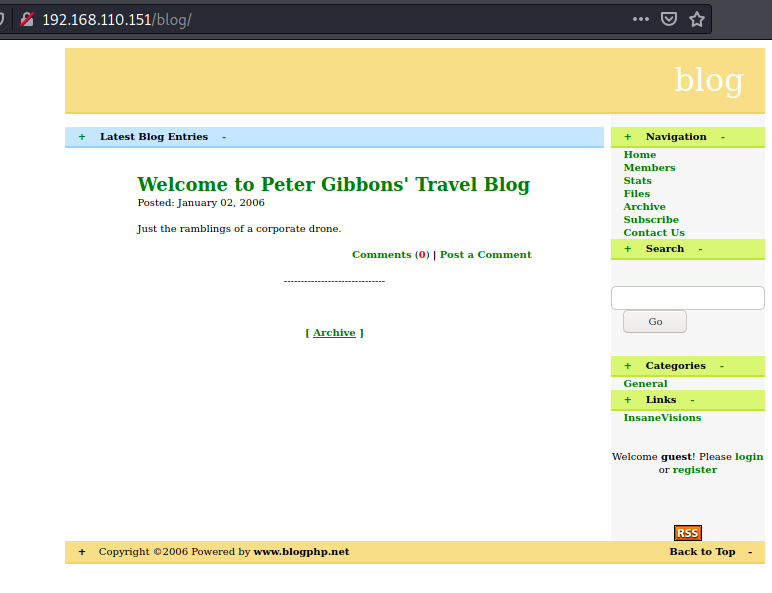 192.168.110.151/blog/
blog
+ Latest Blog Entries -
Welcome to Peter Gibbons' Travel Blog
Posted: January 02, 2006
Just the ramblings of a corporate drone.
Comments (0) | Post a Comment
------------------------------
[ Archive ]
+ Navigation -
Home
Members
Stats
Files
Archive
Subscribe
Contact Us
+ Search -
Go
+ Categories -
General
+ Links -
InsaneVisions
Welcome guest! Please login
or register
RSS
+ Copyright ©2006 Powered by www.blogphp.net
Back to Top -